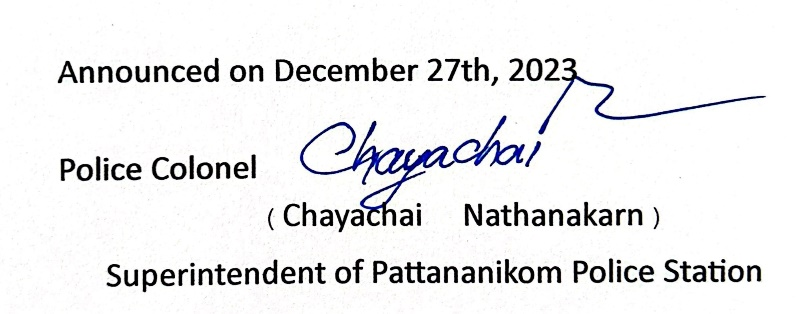 Announced on December 27th, 2023
Police Colonel Chayachai
( Chayachai Nathanakarn )
Superintendent of Pattananikom Police Station